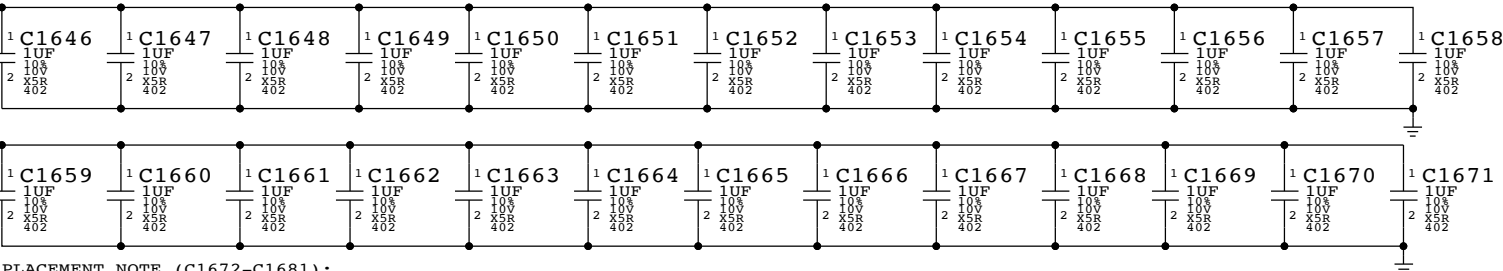 1 C1646 1 C1647 1 C1648 1 C1649 1 C1650 1 C1651 1 C1652 1 C1653 1 C1654 1 C1655 1 C1656 1 C1657 1 C1658
1UF 1UF 1UF 1UF 1UF 1UF 1UF 1UF 1UF 1UF 1UF 1UF 1UF
10% 10% 10% 10% 10% 10% 10% 10% 10% 10% 10% 10% 10%
10V 10V 10V 10V 10V 10V 10V 10V 10V 10V 10V 10V 10V
2 X5R 2 X5R 2 X5R 2 X5R 2 X5R 2 X5R 2 X5R 2 X5R 2 X5R 2 X5R 2 X5R 2 X5R 2 X5R
402 402 402 402 402 402 402 402 402 402 402 402 402
1 C1659 1 C1660 1 C1661 1 C1662 1 C1663 1 C1664 1 C1665 1 C1666 1 C1667 1 C1668 1 C1669 1 C1670 1 C1671
1UF 1UF 1UF 1UF 1UF 1UF 1UF 1UF 1UF 1UF 1UF 1UF 1UF
10% 10% 10% 10% 10% 10% 10% 10% 10% 10% 10% 10% 10%
10V 10V 10V 10V 10V 10V 10V 10V 10V 10V 10V 10V 10V
2 X5R 2 X5R 2 X5R 2 X5R 2 X5R 2 X5R 2 X5R 2 X5R 2 X5R 2 X5R 2 X5R 2 X5R 2 X5R
402 402 402 402 402 402 402 402 402 402 402 402 402
PLACEMENT NOTE (C1672-C1681):